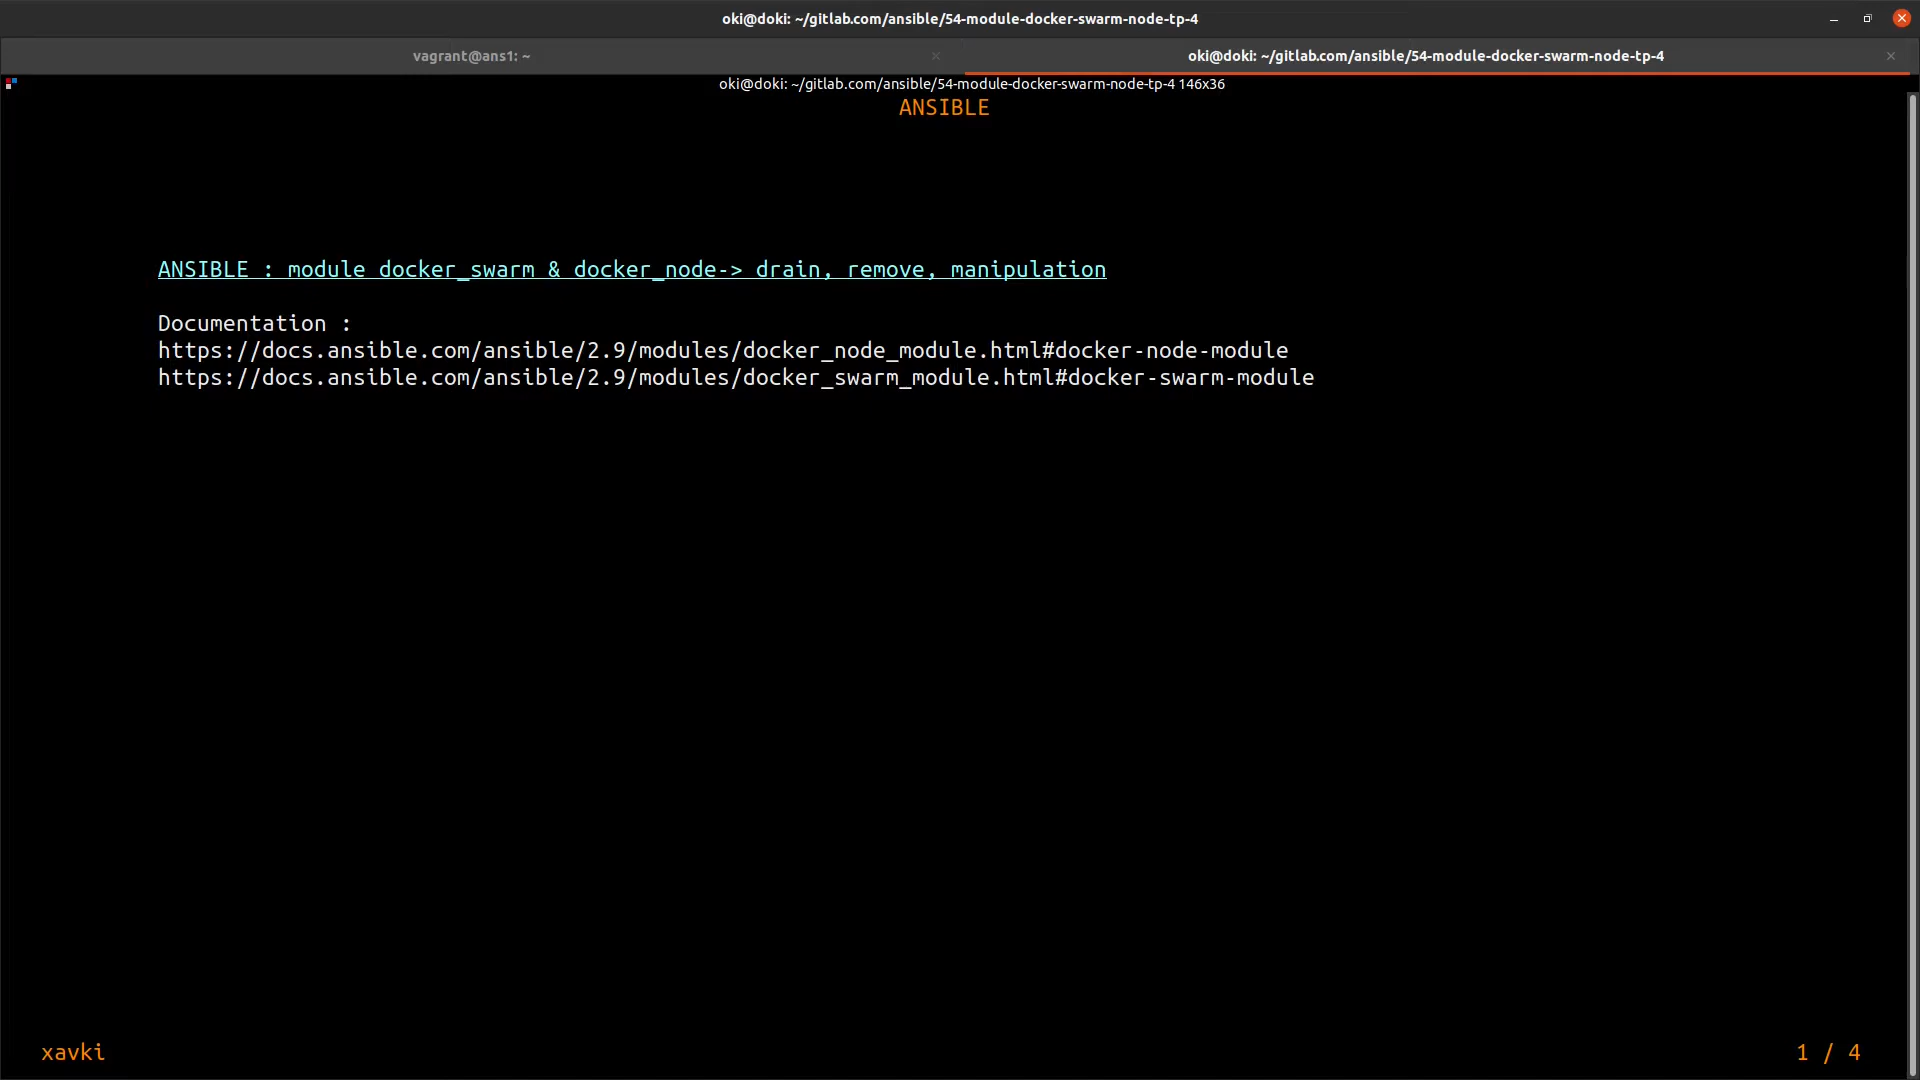 oki@doki: ~/gitlab.com/ansible/54-module-docker-swarm-node-tp-4
vagrant@ans1: ~
oki@doki: ~/gitlab.com/ansible/54-module-docker-swarm-node-tp-4
oki@doki: ~/gitlab.com/ansible/54-module-docker-swarm-node-tp-4 146x36
ANSIBLE
ANSIBLE : module docker_swarm & docker_node-> drain, remove, manipulation
Documentation :
https://docs.ansible.com/ansible/2.9/modules/docker_node_module.html#docker-node-module
https://docs.ansible.com/ansible/2.9/modules/docker_swarm_module.html#docker-swarm-module
xavki
1 / 4